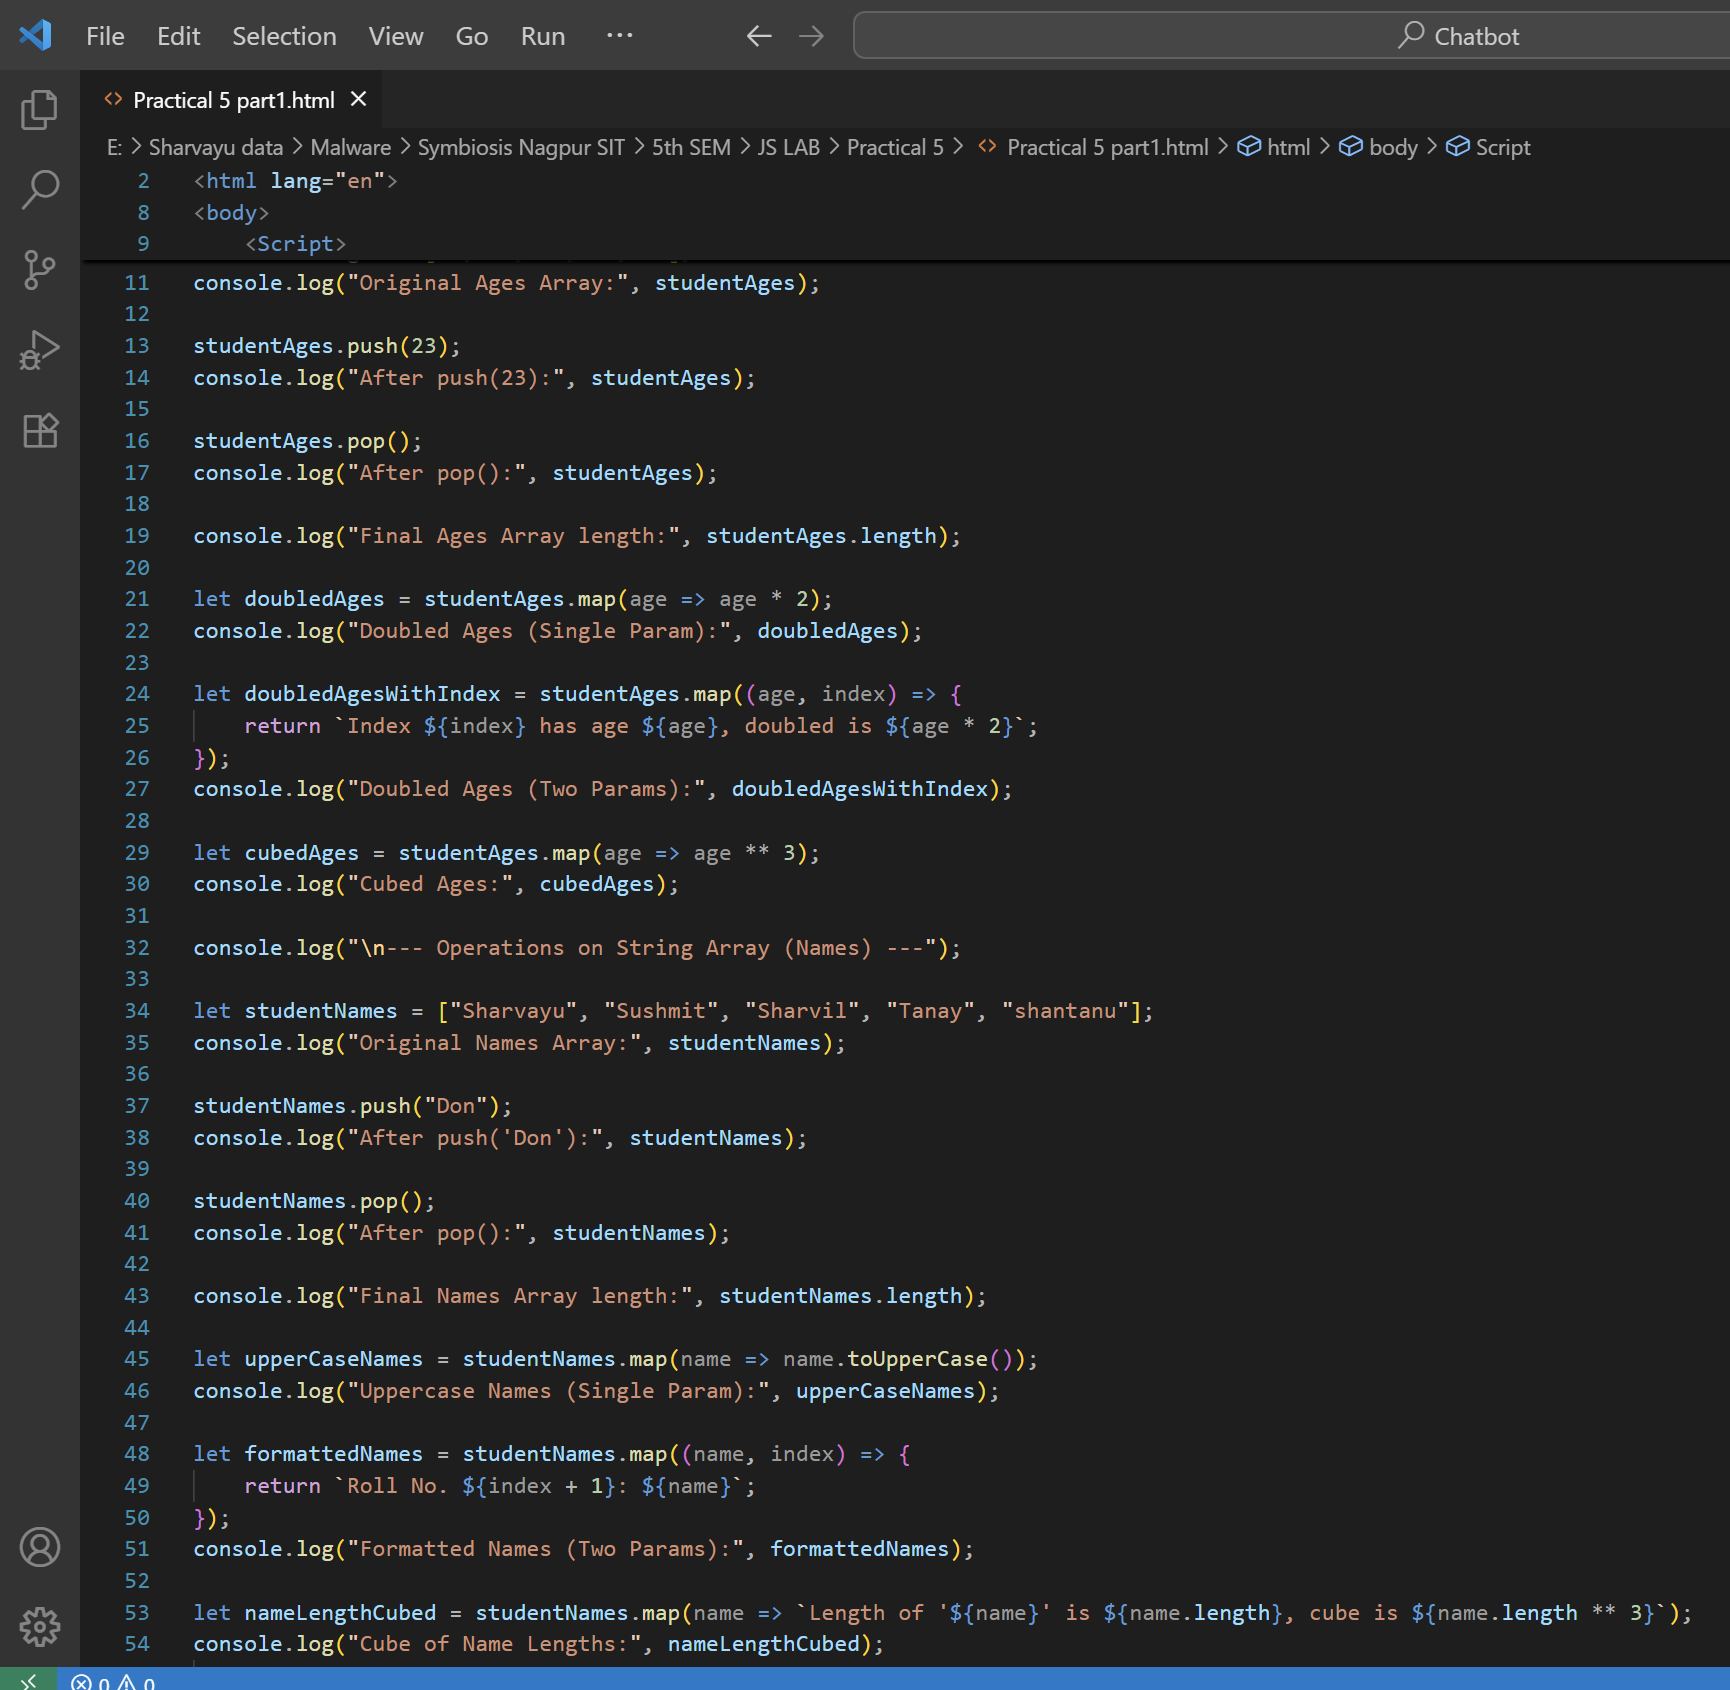 File Edit Selection View Go Run ··· Chatbot
Practical 5 part1.html
E: > Sharvayu data > Malware > Symbiosis Nagpur SIT > 5th SEM > JS LAB > Practical 5 > Practical 5 part1.html > html > body > Script
2 <html lang="en">
8 <body>
9 <Script>
11 console.log("Original Ages Array:", studentAges);
12
13 studentAges.push(23);
14 console.log("After push(23):", studentAges);
15
16 studentAges.pop();
17 console.log("After pop():", studentAges);
18
19 console.log("Final Ages Array length:", studentAges.length);
20
21 let doubledAges = studentAges.map(age => age * 2);
22 console.log("Doubled Ages (Single Param):", doubledAges);
23
24 let doubledAgesWithIndex = studentAges.map((age, index) => {
25 return `Index ${index} has age ${age}, doubled is ${age * 2}`;
26 });
27 console.log("Doubled Ages (Two Params):", doubledAgesWithIndex);
28
29 let cubedAges = studentAges.map(age => age ** 3);
30 console.log("Cubed Ages:", cubedAges);
31
32 console.log("\n--- Operations on String Array (Names) ---");
33
34 let studentNames = ["Sharvayu", "Sushmit", "Sharvil", "Tanay", "shantanu"];
35 console.log("Original Names Array:", studentNames);
36
37 studentNames.push("Don");
38 console.log("After push('Don'):", studentNames);
39
40 studentNames.pop();
41 console.log("After pop():", studentNames);
42
43 console.log("Final Names Array length:", studentNames.length);
44
45 let upperCaseNames = studentNames.map(name => name.toUpperCase());
46 console.log("Uppercase Names (Single Param):", upperCaseNames);
47
48 let formattedNames = studentNames.map((name, index) => {
49 return `Roll No. ${index + 1}: ${name}`;
50 });
51 console.log("Formatted Names (Two Params):", formattedNames);
52
53 let nameLengthCubed = studentNames.map(name => `Length of '${name}' is ${name.length}, cube is ${name.length ** 3}`);
54 console.log("Cube of Name Lengths:", nameLengthCubed);
0 0